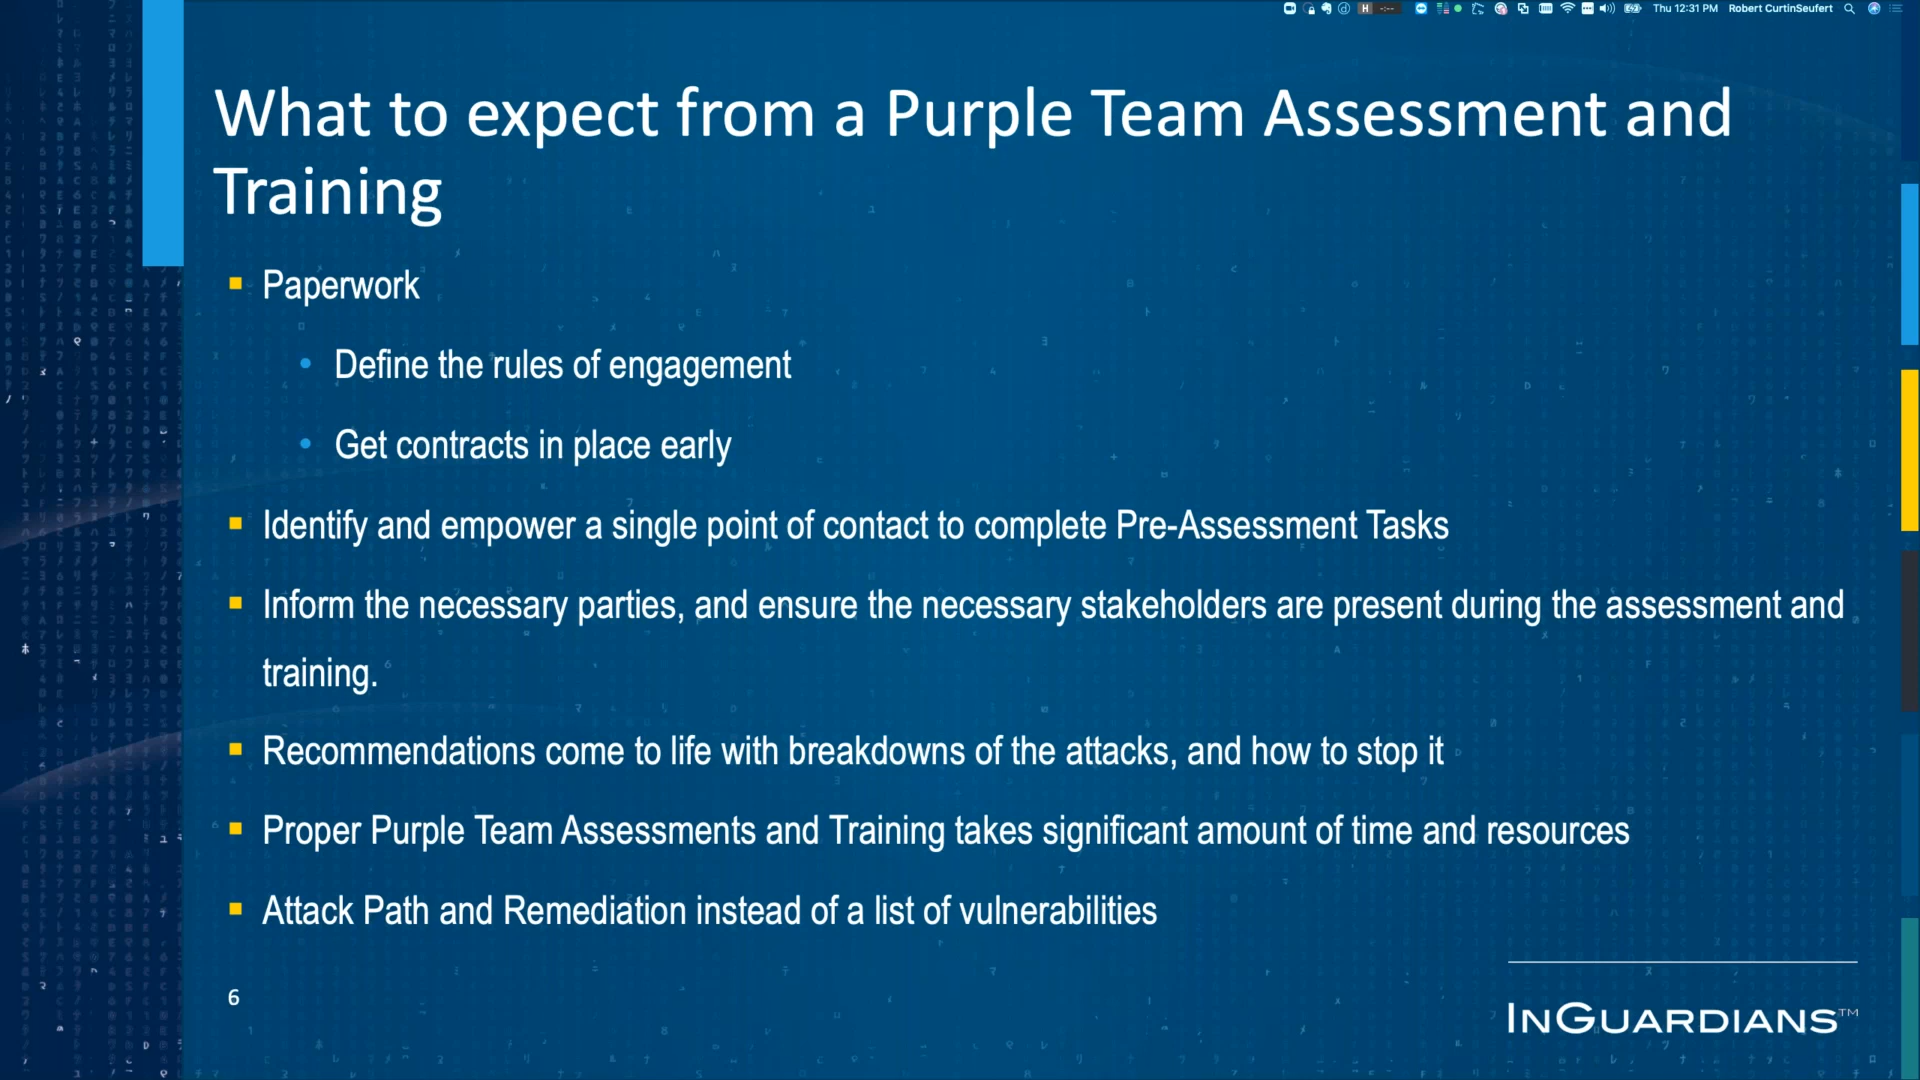 Thu 12:31 PM Robert CurtinSeufert
What to expect from a Purple Team Assessment and
Training
Paperwork
Define the rules of engagement
Get contracts in place early
Identify and empower a single point of contact to complete Pre-Assessment Tasks
Inform the necessary parties, and ensure the necessary stakeholders are present during the assessment and
training.
Recommendations come to life with breakdowns of the attacks, and how to stop it
Proper Purple Team Assessments and Training takes significant amount of time and resources
Attack Path and Remediation instead of a list of vulnerabilities
6
INGUARDIANS™